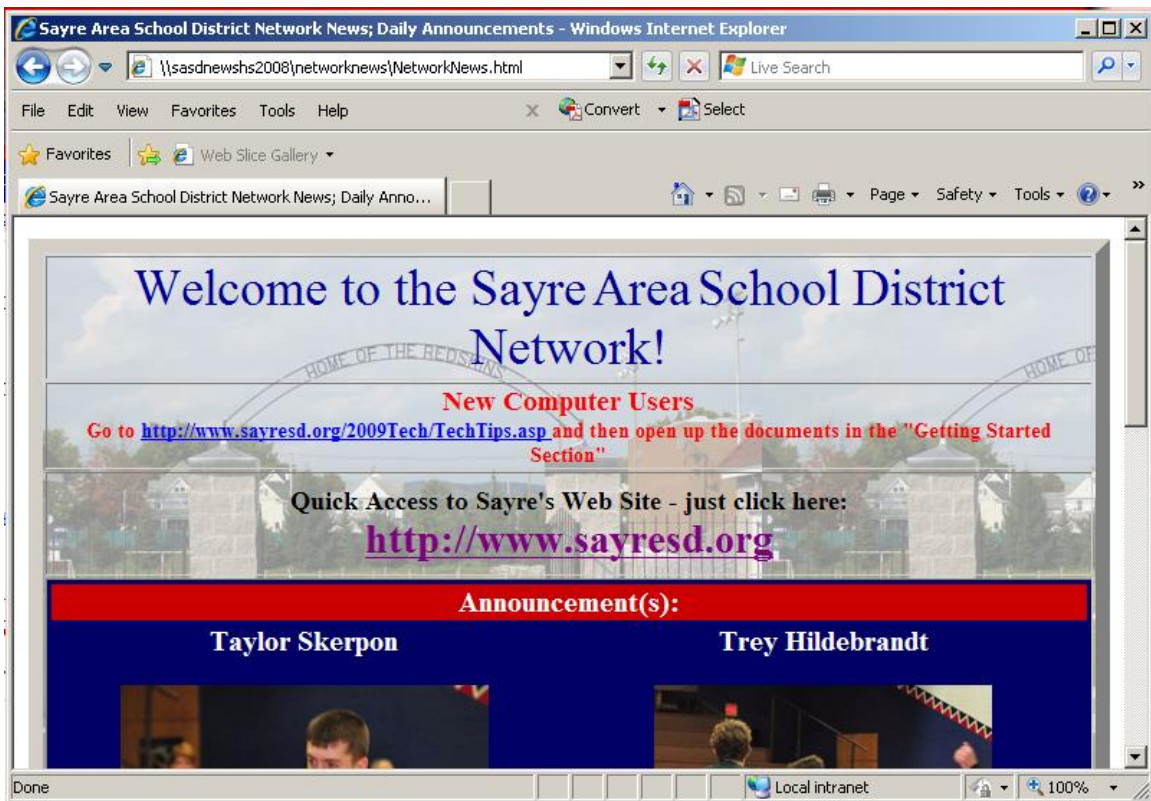 Sayre Area School District Network News; Daily Announcements - Windows Internet Explorer
\\sasdnewshs2008\networknews\NetworkNews.html
Live Search
File Edit View Favorites Tools Help
Convert Select
Favorites Web Slice Gallery
Sayre Area School District Network News; Daily Anno...
Page Safety Tools
Welcome to the Sayre Area School District
Network!
HOME OF THE REDSKINS
HOME OF
New Computer Users
Go to http://www.sayresd.org/2009Tech/TechTips.asp and then open up the documents in the "Getting Started
Section"
Quick Access to Sayre's Web Site - just click here:
http://www.sayresd.org
Announcement(s):
Taylor Skerpon Trey Hildebrandt
Done Local intranet 100%